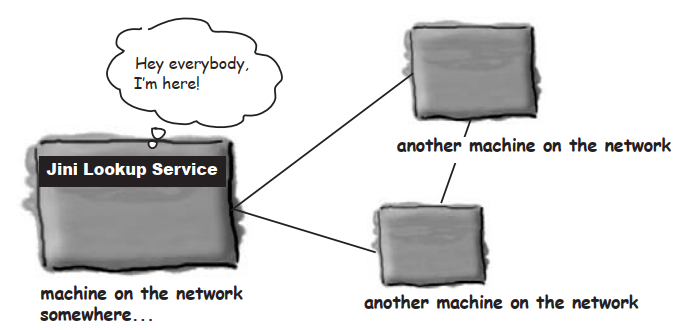 Hey everybody,
I'm here!
Jini Lookup Service
another machine on the network
machine on the network
somewhere...
another machine on the network